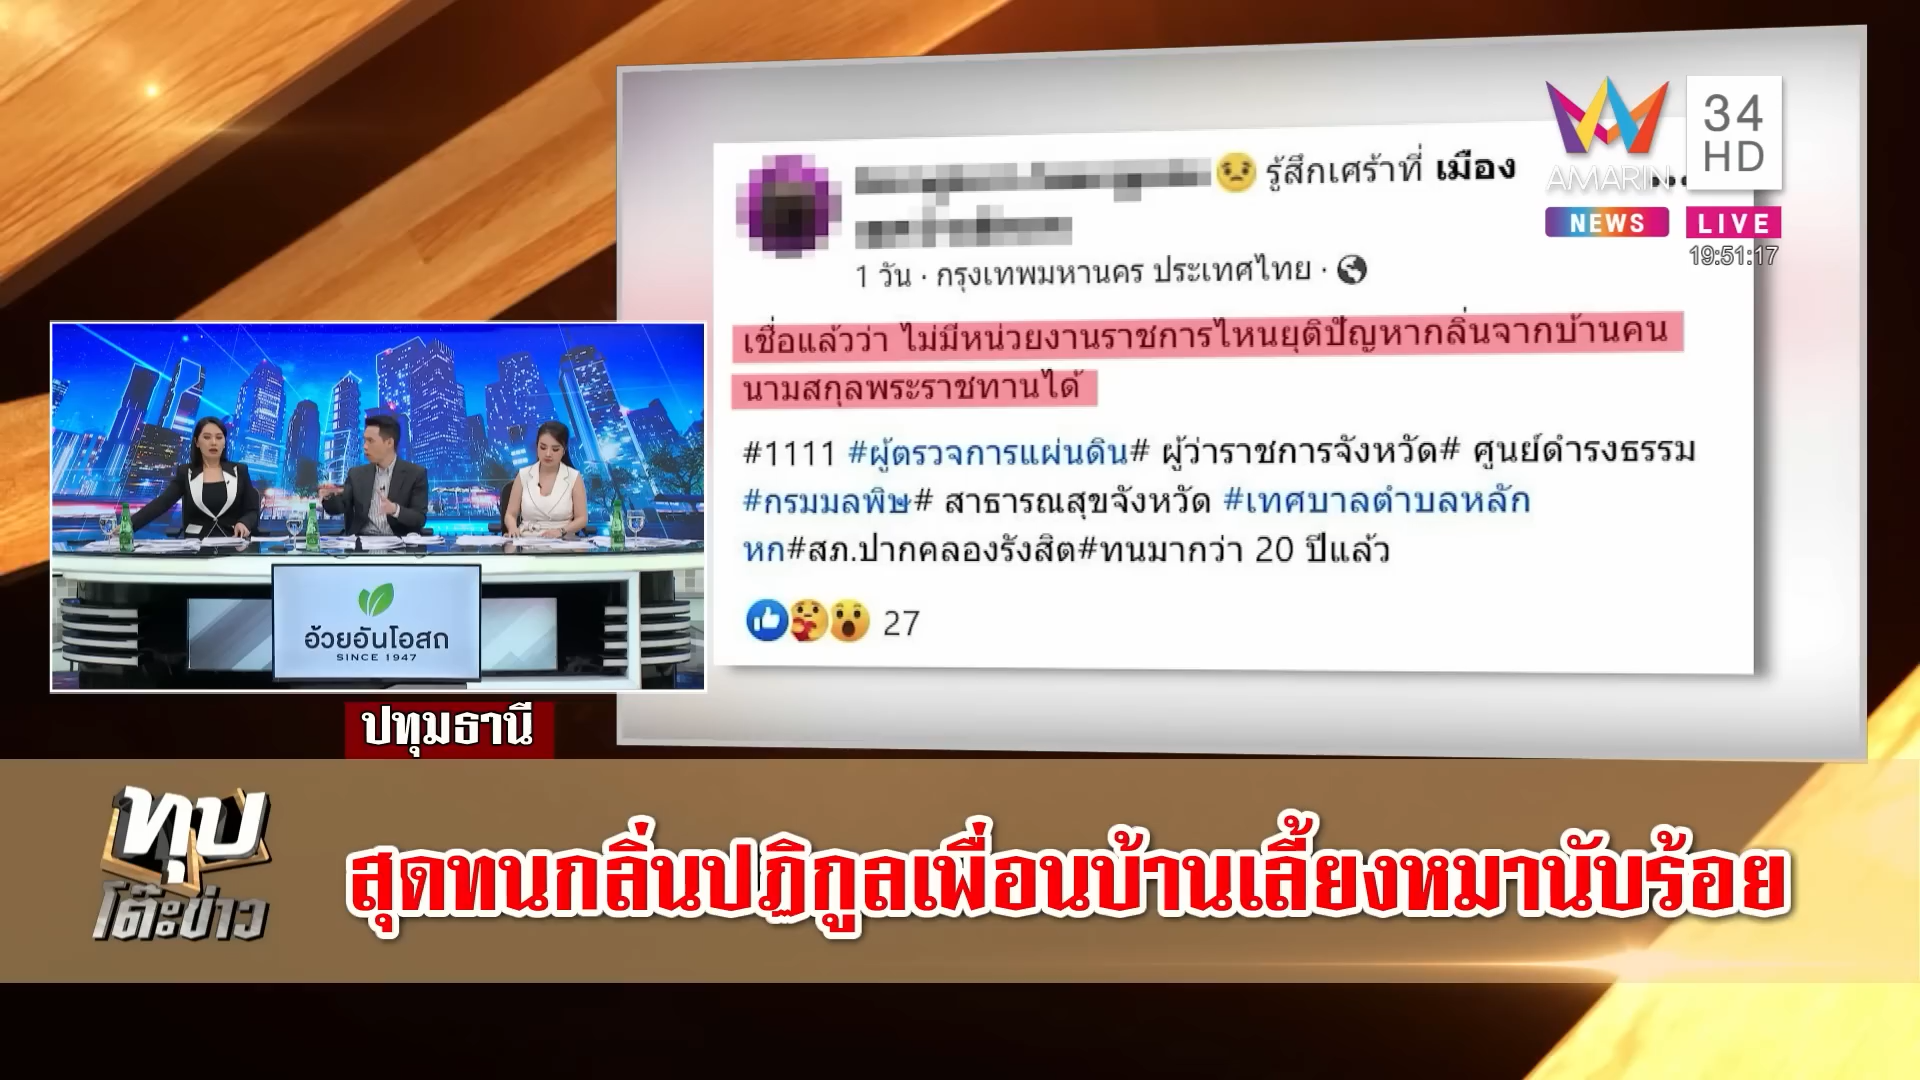 รู้สึกเศร้าที่ เมือง
...
1 วัน · กรุงเทพมหานคร ประเทศไทย ·
เชื่อแล้วว่า ไม่มีหน่วยงานราชการไหนยุติปัญหากลิ่นจากบ้านคน
นามสกุลพระราชทานได้
#1111 #ผู้ตรวจการแผ่นดิน# ผู้ว่าราชการจังหวัด# ศูนย์ดำรงธรรม
#กรมมลพิษ# สาธารณสุขจังหวัด #เทศบาลตำบลหลัก
หก#สภ.ปากคลองรังสิต#ทนมากว่า 20 ปีแล้ว
27
AMARIN
34
HD
NEWS
LIVE
19:51:17
อ้วยอันโอสถ
SINCE 1947
ปทุมธานี
ทุบ
โต๊ะข่าว
สุดทนกลิ่นปฏิกูลเพื่อนบ้านเลี้ยงหมานับร้อย